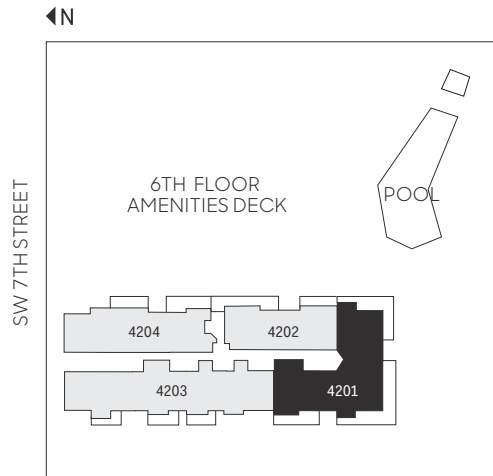 N
SW 7TH STREET
6TH FLOOR
AMENITIES DECK
POOL
4204
4202
4203
4201